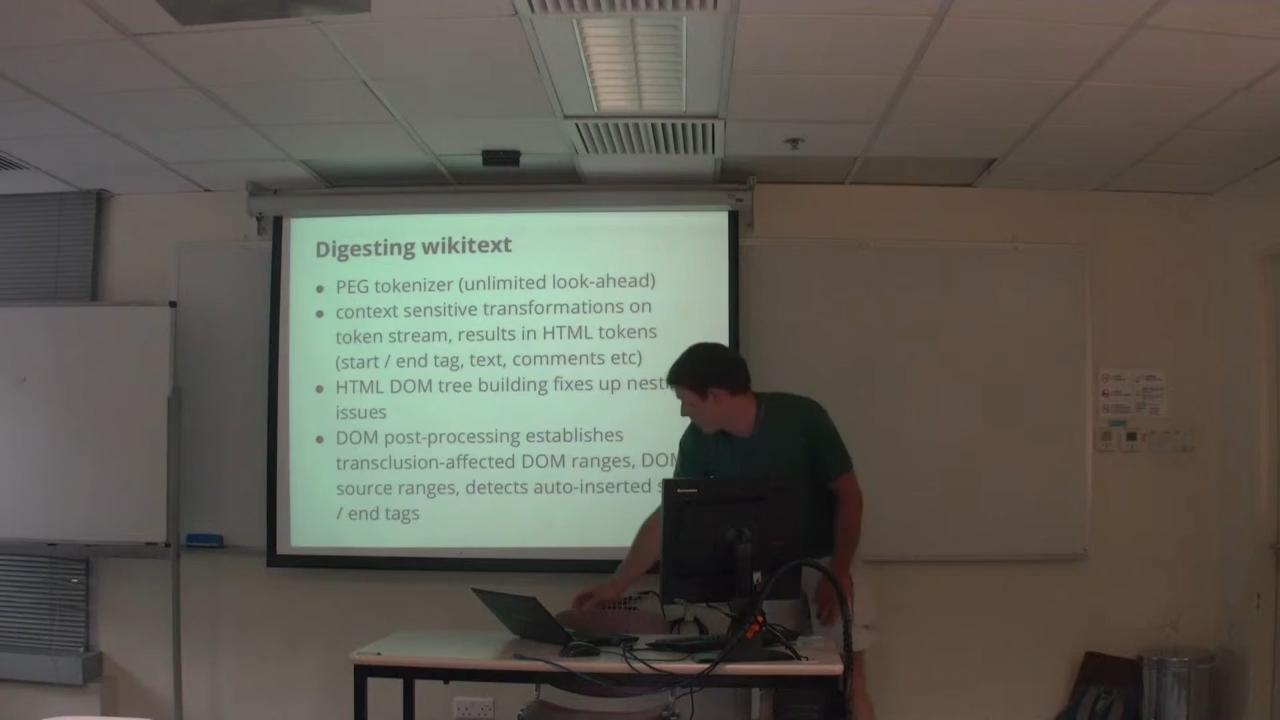 Digesting wikitext
● PEG tokenizer (unlimited look-ahead)
● context sensitive transformations on
token stream, results in HTML tokens
(start / end tag, text, comments etc)
● HTML DOM tree building fixes up
issues
● DOM post-processing establishes
transclusion-affected DOM ranges,
source ranges, detects auto-inserted
/ end tags